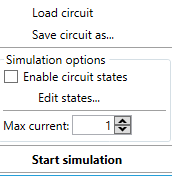 Load circuit
Save circuit as...
Simulation options
Enable circuit states
Edit states...
Max current: 1
Start simulation